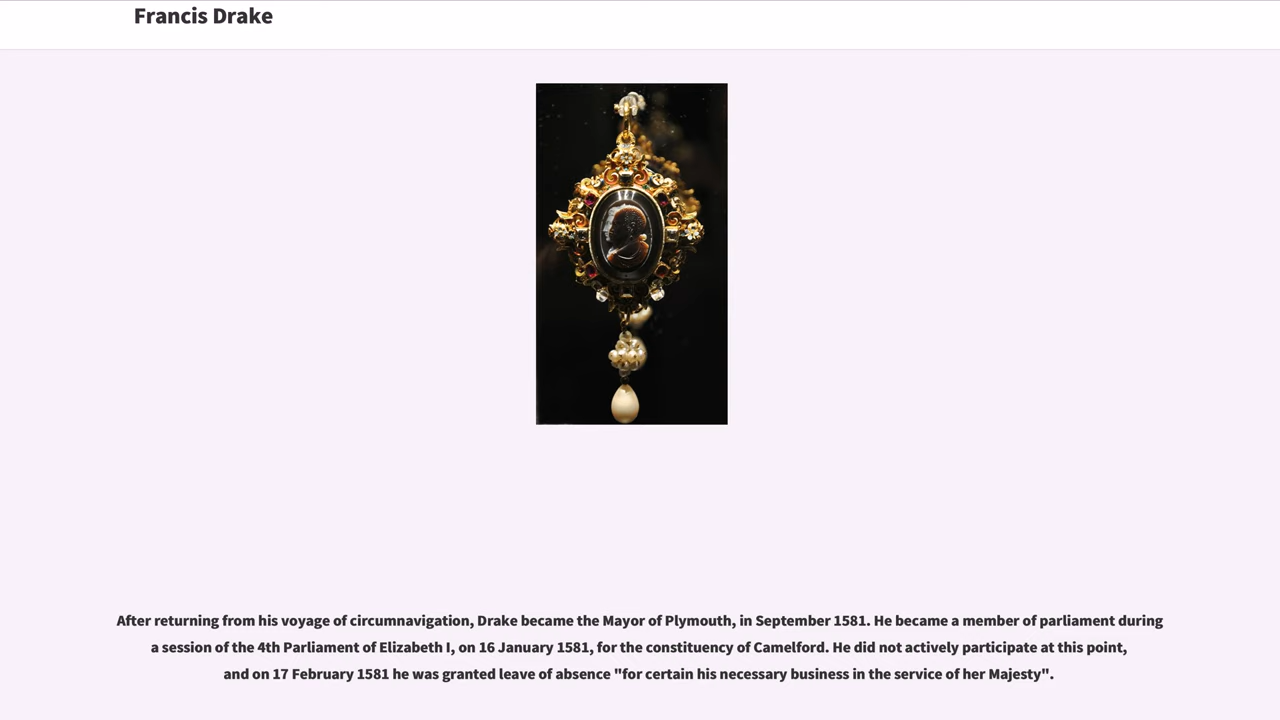 Francis Drake
After returning from his voyage of circumnavigation, Drake became the Mayor of Plymouth, in September 1581. He became a member of parliament during
a session of the 4th Parliament of Elizabeth I, on 16 January 1581, for the constituency of Camelford. He did not actively participate at this point,
and on 17 February 1581 he was granted leave of absence "for certain his necessary business in the service of her Majesty".